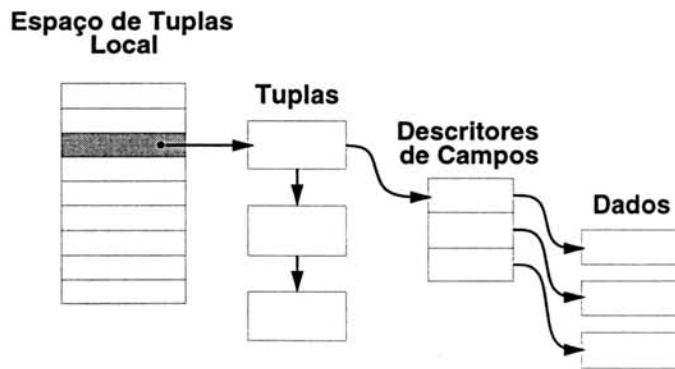 Espaço de Tuplas
Local
Tuplas
Descritores
de Campos
Dados